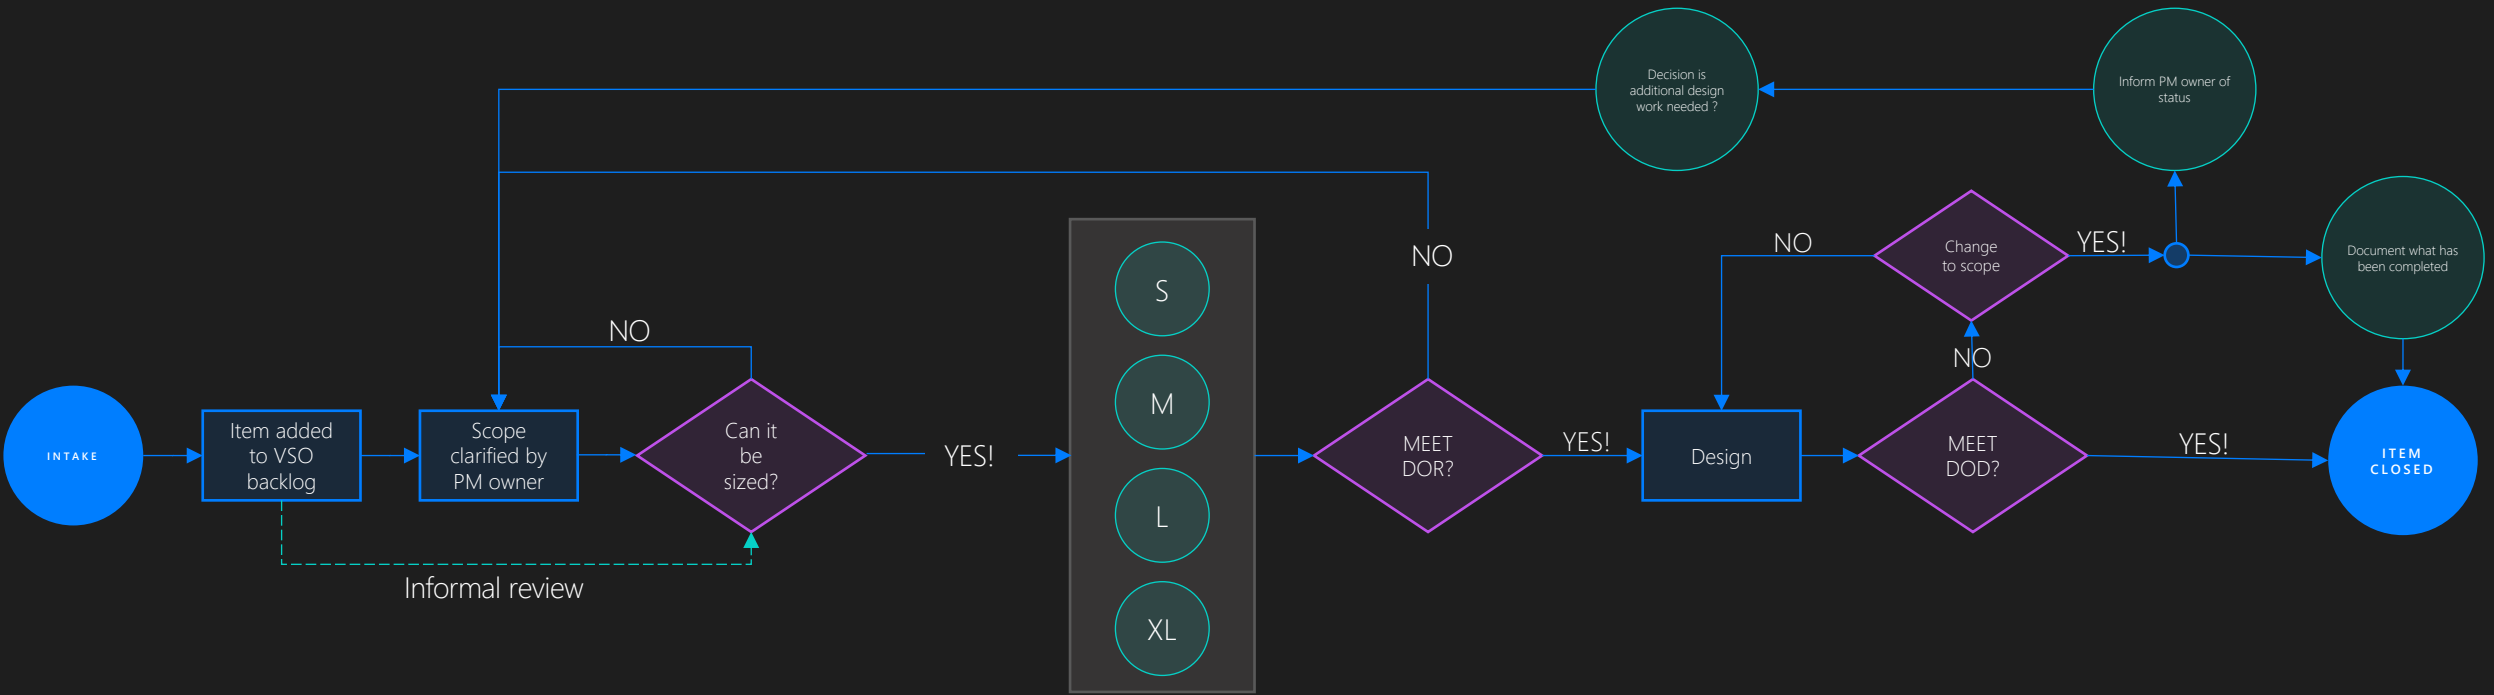 INTAKE
Item added
to VSO
backlog
Informal review
Scope
clarified by
PM owner
Can it
be
sized?
NO
YES!
S
M
L
XL
MEET
DOR?
NO
YES!
Design
MEET
DOD?
NO
YES!
Change
to scope
NO
YES!
Inform PM owner of
status
Decision is
additional design
work needed ?
Document what has
been completed
ITEM
CLOSED